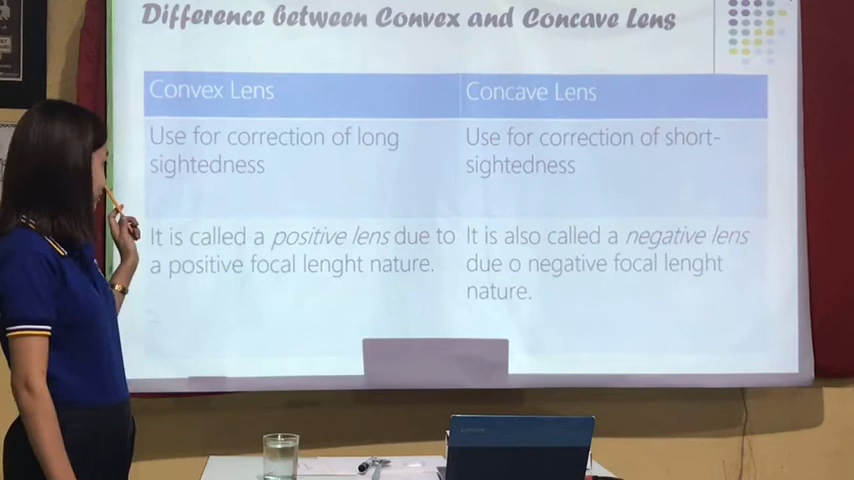 Difference between Convex and Concave Lens
Convex Lens
Concave Lens
Use for correction of long
sightedness
Use for correction of short-
sightedness
It is called a positive lens due to
a positive focal lenght nature.
It is also called a negative lens
due o negative focal lenght
nature.
Lenovo